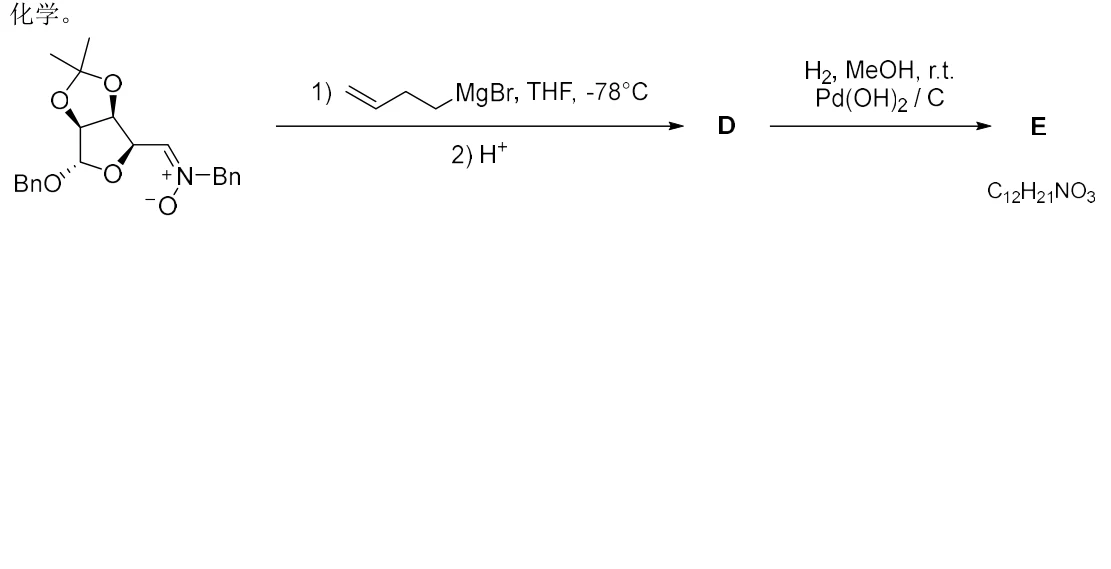 化学。
1) MgBr, THF, -78°C
2) H+
D
H2, MeOH, r.t.
Pd(OH)2 / C
E
C12H21NO3
O
O
BnO
O
+
N
Bn
−O